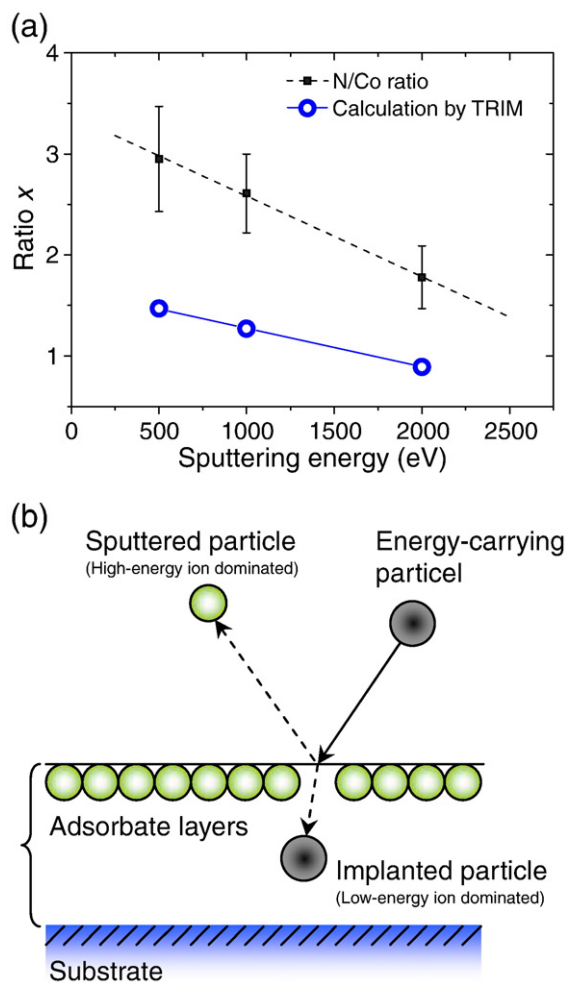 (a)
4
3
2
1
Ratio x
N/Co ratio
Calculation by TRIM
0 500 1000 1500 2000 2500
Sputtering energy (eV)
(b)
Sputtered particle
(High-energy ion dominated)
Energy-carrying
particel
Adsorbate layers
Implanted particle
(Low-energy ion dominated)
Substrate